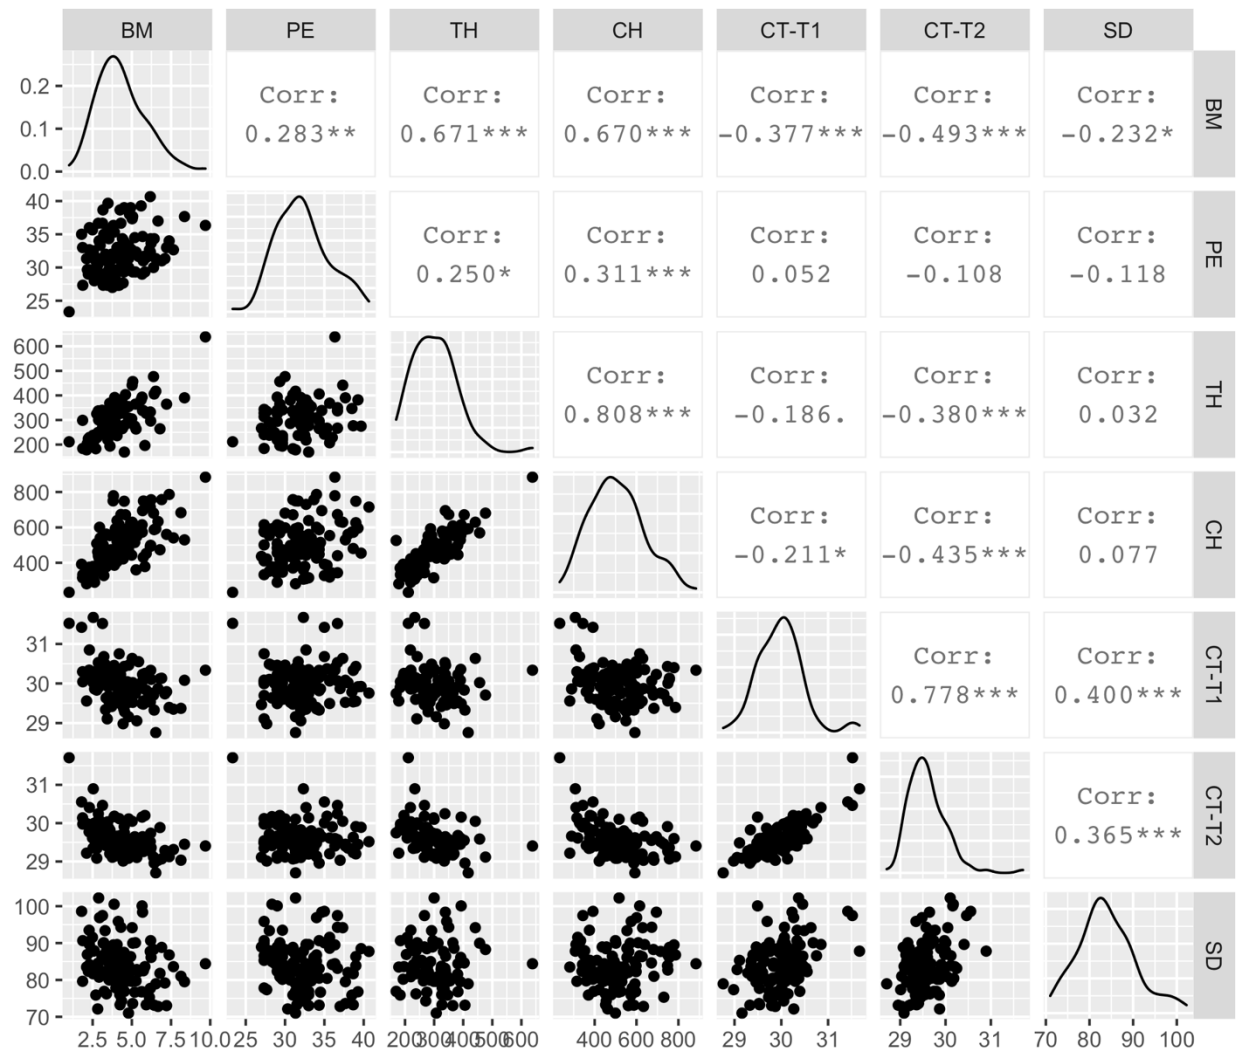 BM PE TH CH CT-T1 CT-T2 SD
0.2
0.1
0.0
Corr:
0.283**
Corr:
0.671***
Corr:
0.670***
Corr:
-0.377***
Corr:
-0.493***
Corr:
-0.232*
BM
40
35
30
25
Corr:
0.250*
Corr:
0.311***
Corr:
0.052
Corr:
-0.108
Corr:
-0.118
PE
600
500
400
300
200
Corr:
0.808***
Corr:
-0.186.
Corr:
-0.380***
Corr:
0.032
TH
800
600
400
Corr:
-0.211*
Corr:
-0.435***
Corr:
0.077
CH
31
30
29
Corr:
0.778***
Corr:
0.400***
CT-T1
31
30
29
Corr:
0.365***
CT-T2
100
90
80
70
SD
2.5 5.0 7.5 10.0 25 30 35 40 200 300 400 500 600 400 600 800 29 30 31 29 30 31 70 80 90 100